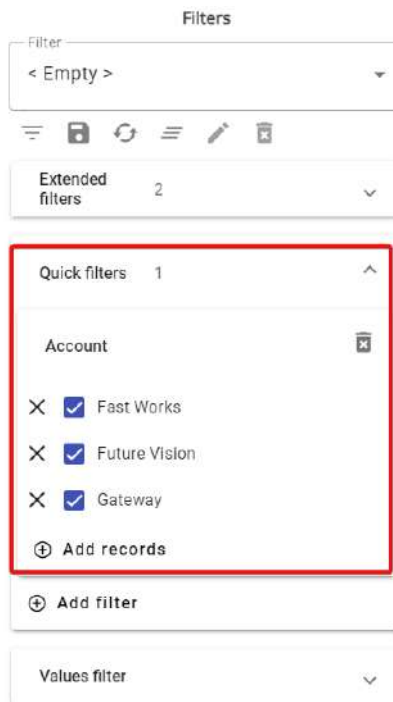 Filters
Filter
< Empty >
Extended
filters
2
Quick filters 1
Account
Fast Works
Future Vision
Gateway
Add records
Add filter
Values filter